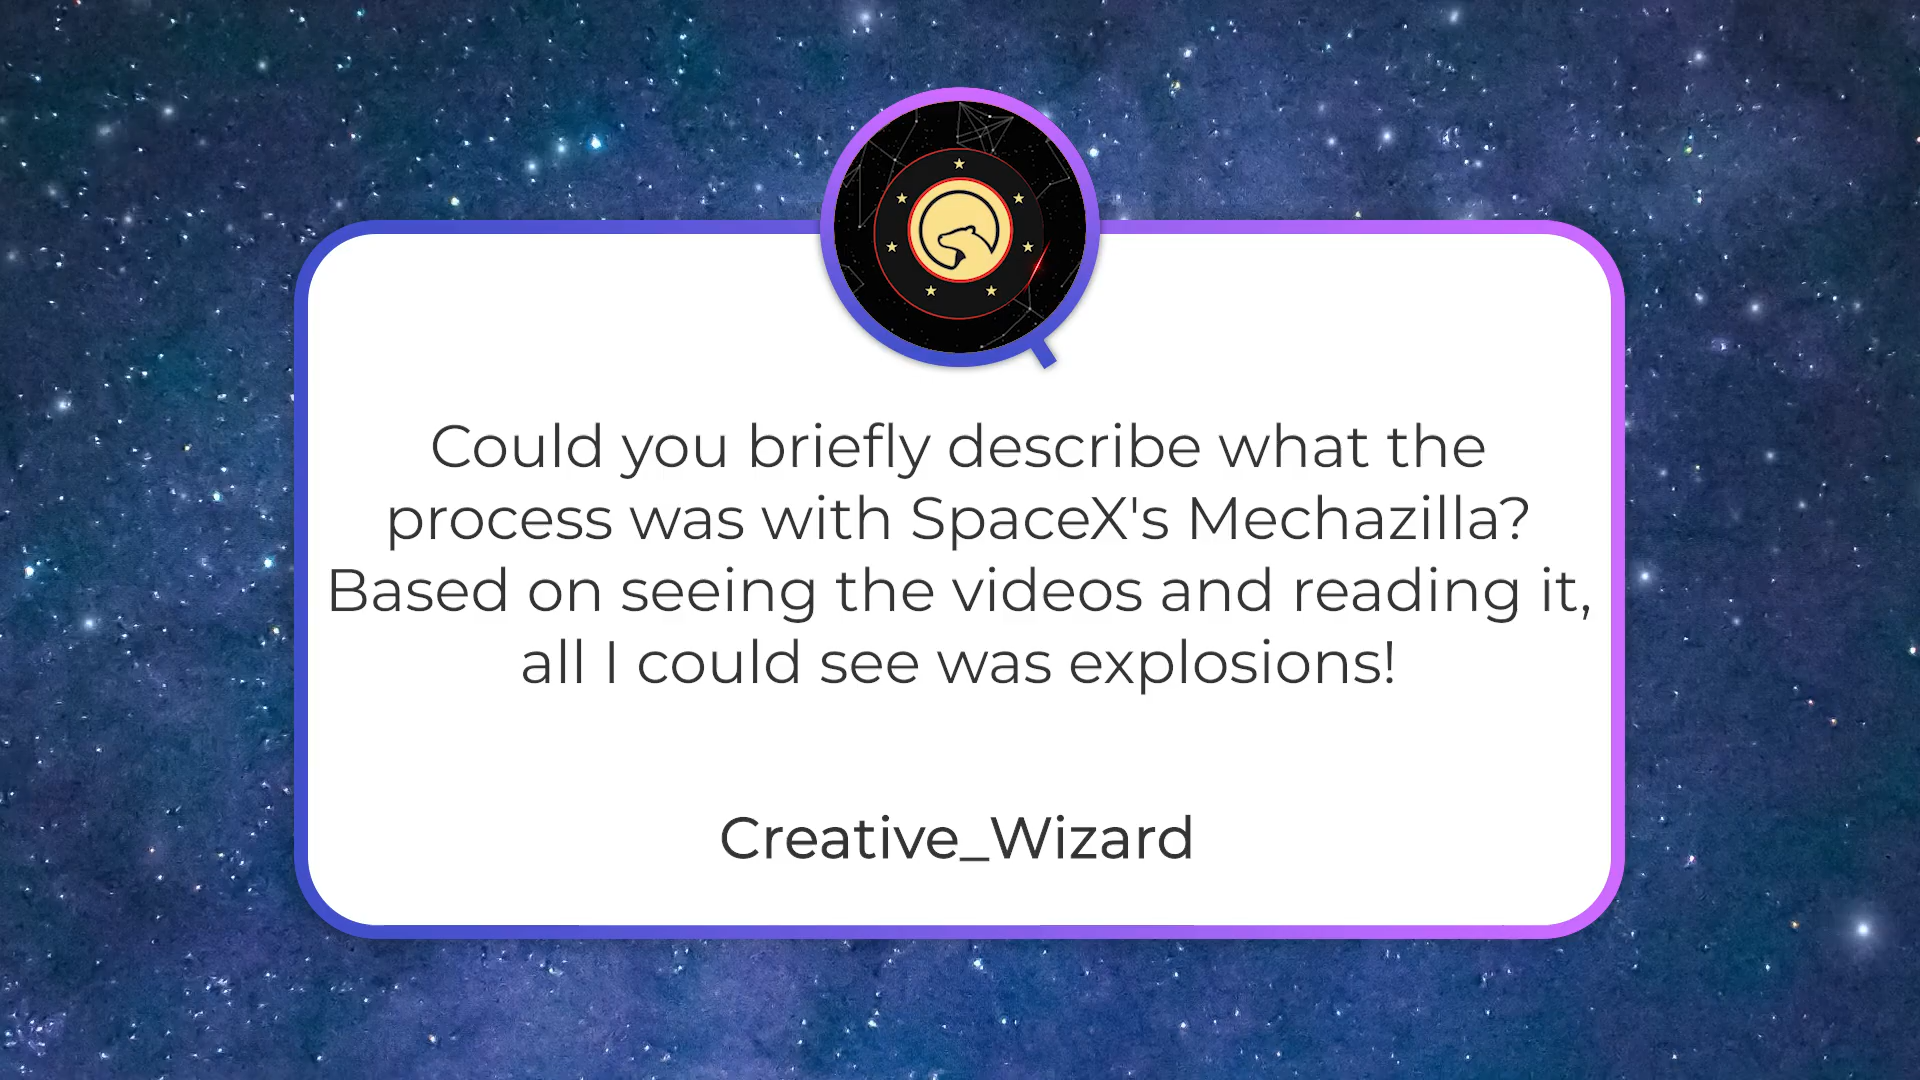 Could you briefly describe what the
process was with SpaceX's Mechazilla?
Based on seeing the videos and reading it,
all I could see was explosions!
Creative_Wizard